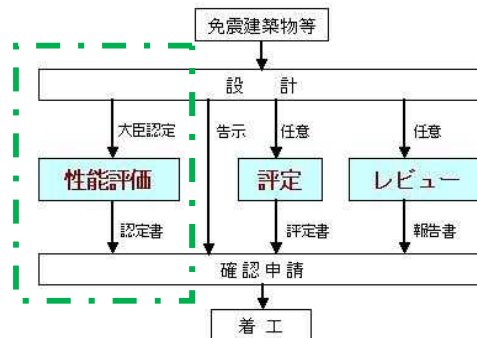 免震建築物等
設 計
大臣認定 告示 任意 任意
性能評価 評定 レビュー
認定書 評定書 報告書
確認申請
着 工